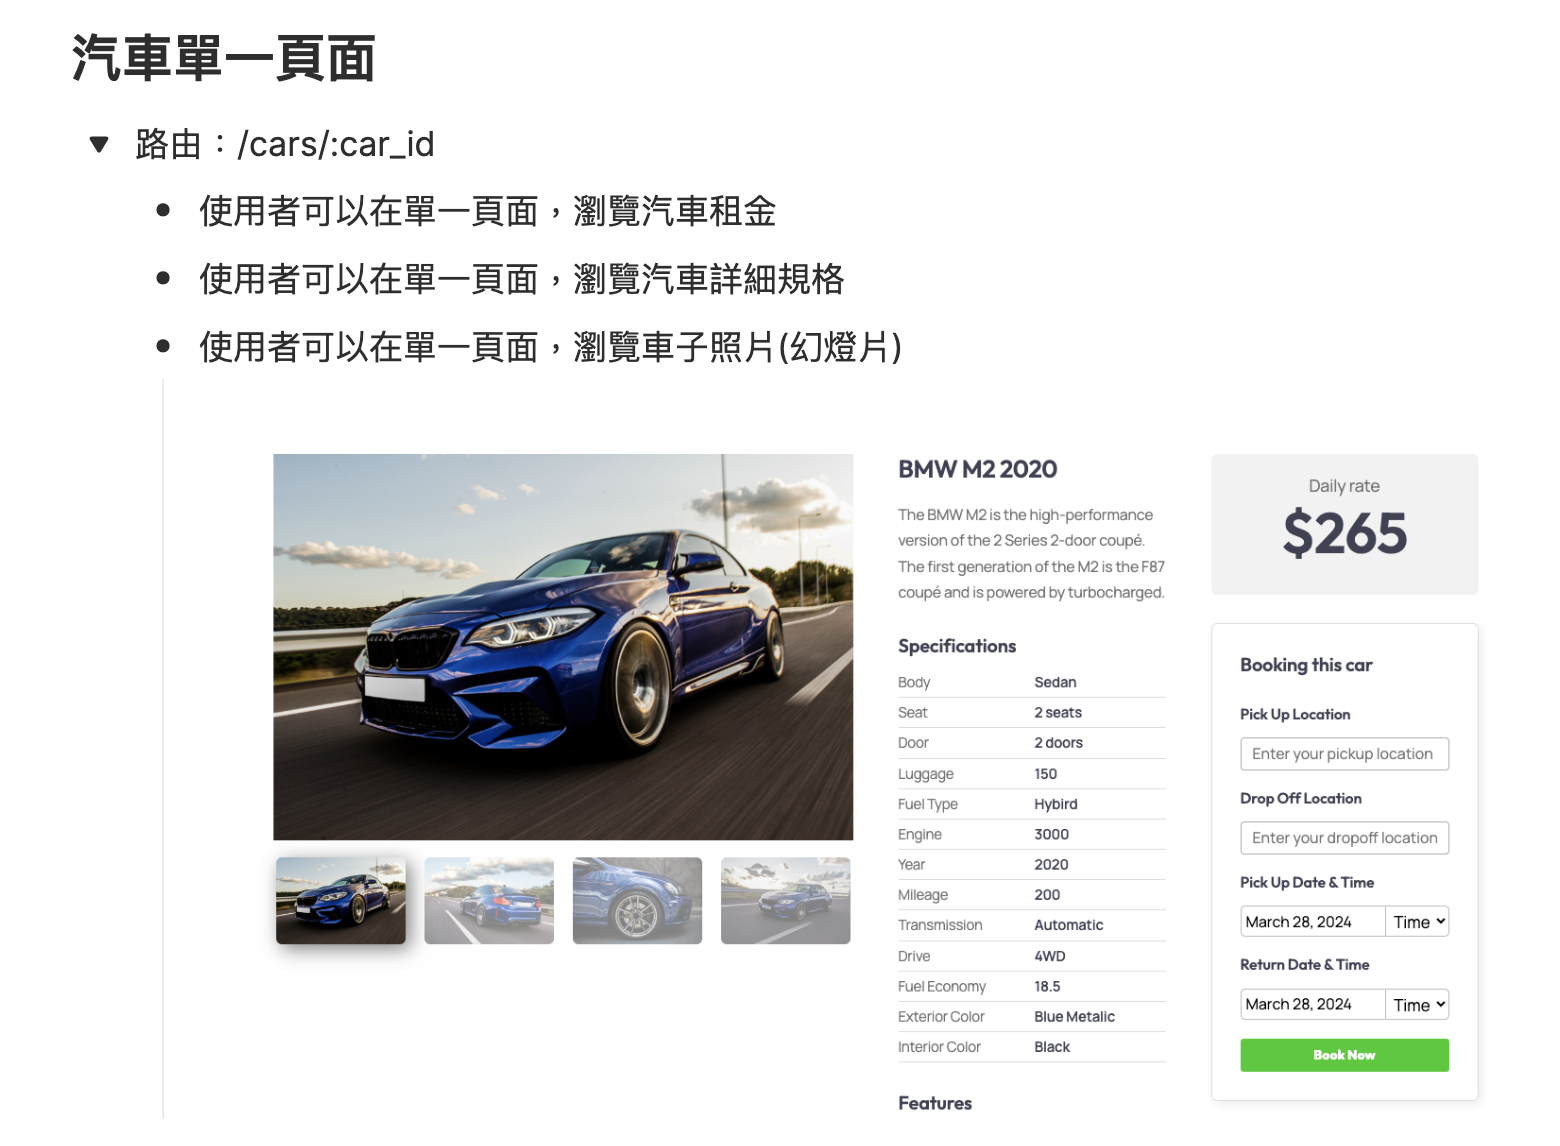 汽車單一頁面
路由：/cars/:car_id
使用者可以在單一頁面，瀏覽汽車租金
使用者可以在單一頁面，瀏覽汽車詳細規格
使用者可以在單一頁面，瀏覽車子照片(幻燈片)
BMW M2 2020
The BMW M2 is the high-performance
version of the 2 Series 2-door coupé.
The first generation of the M2 is the F87
coupé and is powered by turbocharged.
Specifications
Body Sedan
Seat 2 seats
Door 2 doors
Luggage 150
Fuel Type Hybird
Engine 3000
Year 2020
Mileage 200
Transmission Automatic
Drive 4WD
Fuel Economy 18.5
Exterior Color Blue Metalic
Interior Color Black
Features
Daily rate
$265
Booking this car
Pick Up Location
Enter your pickup location
Drop Off Location
Enter your dropoff location
Pick Up Date & Time
March 28, 2024 Time
Return Date & Time
March 28, 2024 Time
Book Now